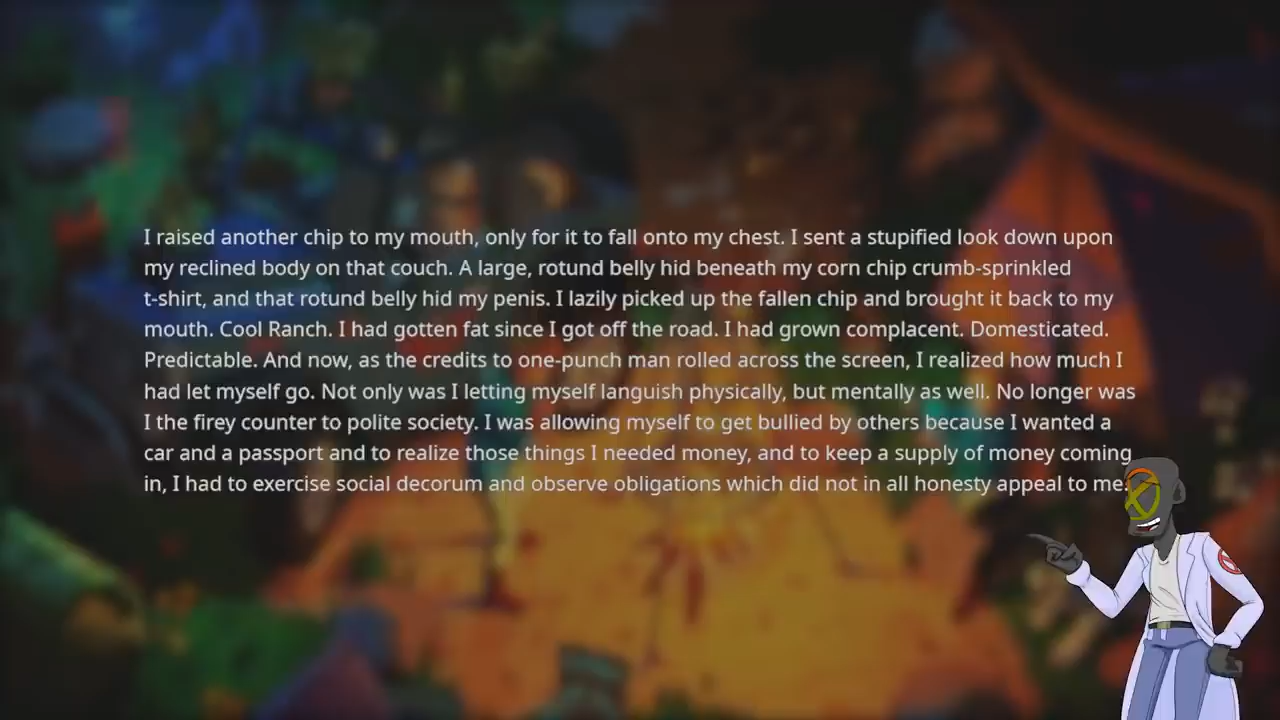 I raised another chip to my mouth, only for it to fall onto my chest. I sent a stupified look down upon
my reclined body on that couch. A large, rotund belly hid beneath my corn chip crumb-sprinkled
t-shirt, and that rotund belly hid my penis. I lazily picked up the fallen chip and brought it back to my
mouth. Cool Ranch. I had gotten fat since I got off the road. I had grown complacent. Domesticated.
Predictable. And now, as the credits to one-punch man rolled across the screen, I realized how much I
had let myself go. Not only was I letting myself languish physically, but mentally as well. No longer was
I the firey counter to polite society. I was allowing myself to get bullied by others because I wanted a
car and a passport and to realize those things I needed money, and to keep a supply of money coming
in, I had to exercise social decorum and observe obligations which did not in all honesty appeal to me.